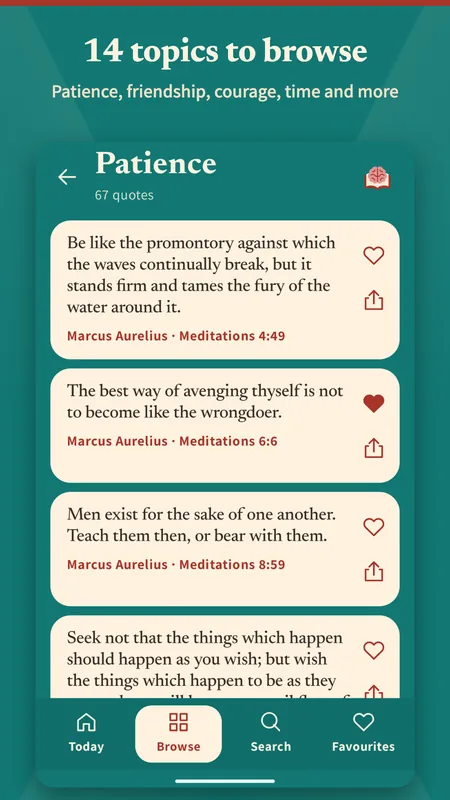 14 topics to browse
Patience, friendship, courage, time and more
Patience
67 quotes
Be like the promontory against which
the waves continually break, but it
stands firm and tames the fury of the
water around it.
Marcus Aurelius · Meditations 4:49
The best way of avenging thyself is not
to become like the wrongdoer.
Marcus Aurelius · Meditations 6:6
Men exist for the sake of one another.
Teach them then, or bear with them.
Marcus Aurelius · Meditations 8:59
Seek not that the things which happen
should happen as you wish; but wish
the things which happen to be as they
Today
Browse
Search
Favourites